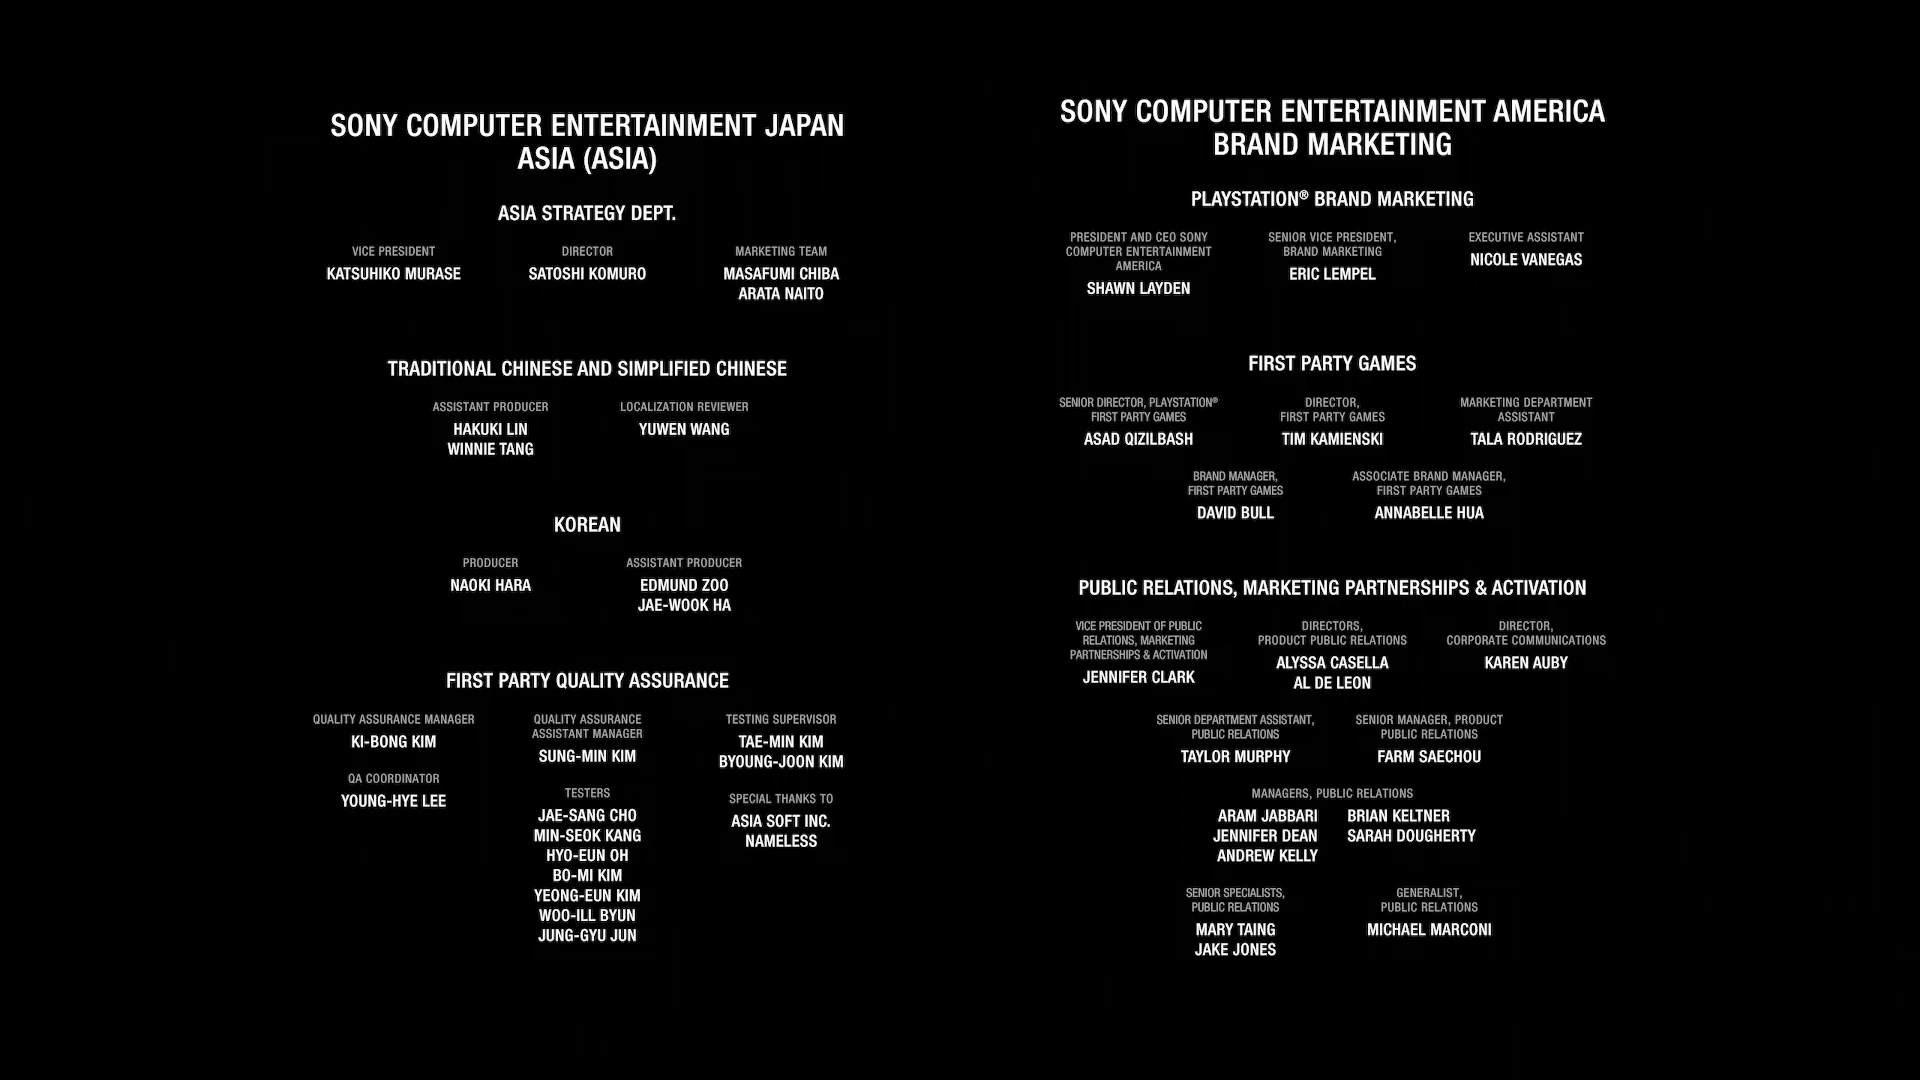 SONY COMPUTER ENTERTAINMENT JAPAN
ASIA (ASIA)
ASIA STRATEGY DEPT.
VICE PRESIDENT
KATSUHIKO MURASE
DIRECTOR
SATOSHI KOMURO
MARKETING TEAM
MASAFUMI CHIBA
ARATA NAITO
TRADITIONAL CHINESE AND SIMPLIFIED CHINESE
ASSISTANT PRODUCER
HAKUKI LIN
WINNIE TANG
LOCALIZATION REVIEWER
YUWEN WANG
KOREAN
PRODUCER
NAOKI HARA
ASSISTANT PRODUCER
EDMUND ZOO
JAE-WOOK HA
FIRST PARTY QUALITY ASSURANCE
QUALITY ASSURANCE MANAGER
KI-BONG KIM
QA COORDINATOR
YOUNG-HYE LEE
QUALITY ASSURANCE
ASSISTANT MANAGER
SUNG-MIN KIM
TESTERS
JAE-SANG CHO
MIN-SEOK KANG
HYO-EUN OH
BO-MI KIM
YEONG-EUN KIM
WOO-ILL BYUN
JUNG-GYU JUN
TESTING SUPERVISOR
TAE-MIN KIM
BYOUNG-JOON KIM
SPECIAL THANKS TO
ASIA SOFT INC.
NAMELESS
SONY COMPUTER ENTERTAINMENT AMERICA
BRAND MARKETING
PLAYSTATION® BRAND MARKETING
PRESIDENT AND CEO SONY
COMPUTER ENTERTAINMENT
AMERICA
SHAWN LAYDEN
SENIOR VICE PRESIDENT,
BRAND MARKETING
ERIC LEMPEL
EXECUTIVE ASSISTANT
NICOLE VANEGAS
FIRST PARTY GAMES
SENIOR DIRECTOR, PLAYSTATION®
FIRST PARTY GAMES
ASAD QIZILBASH
DIRECTOR,
FIRST PARTY GAMES
TIM KAMIENSKI
MARKETING DEPARTMENT
ASSISTANT
TALA RODRIGUEZ
BRAND MANAGER,
FIRST PARTY GAMES
DAVID BULL
ASSOCIATE BRAND MANAGER,
FIRST PARTY GAMES
ANNABELLE HUA
PUBLIC RELATIONS, MARKETING PARTNERSHIPS & ACTIVATION
VICE PRESIDENT OF PUBLIC
RELATIONS, MARKETING
PARTNERSHIPS & ACTIVATION
JENNIFER CLARK
DIRECTORS,
PRODUCT PUBLIC RELATIONS
ALYSSA CASELLA
AL DE LEON
DIRECTOR,
CORPORATE COMMUNICATIONS
KAREN AUBY
SENIOR DEPARTMENT ASSISTANT,
PUBLIC RELATIONS
TAYLOR MURPHY
SENIOR MANAGER, PRODUCT
PUBLIC RELATIONS
FARM SAECHOU
MANAGERS, PUBLIC RELATIONS
ARAM JABBARI
JENNIFER DEAN
ANDREW KELLY
BRIAN KELTNER
SARAH DOUGHERTY
SENIOR SPECIALISTS,
PUBLIC RELATIONS
MARY TAING
JAKE JONES
GENERALIST,
PUBLIC RELATIONS
MICHAEL MARCONI